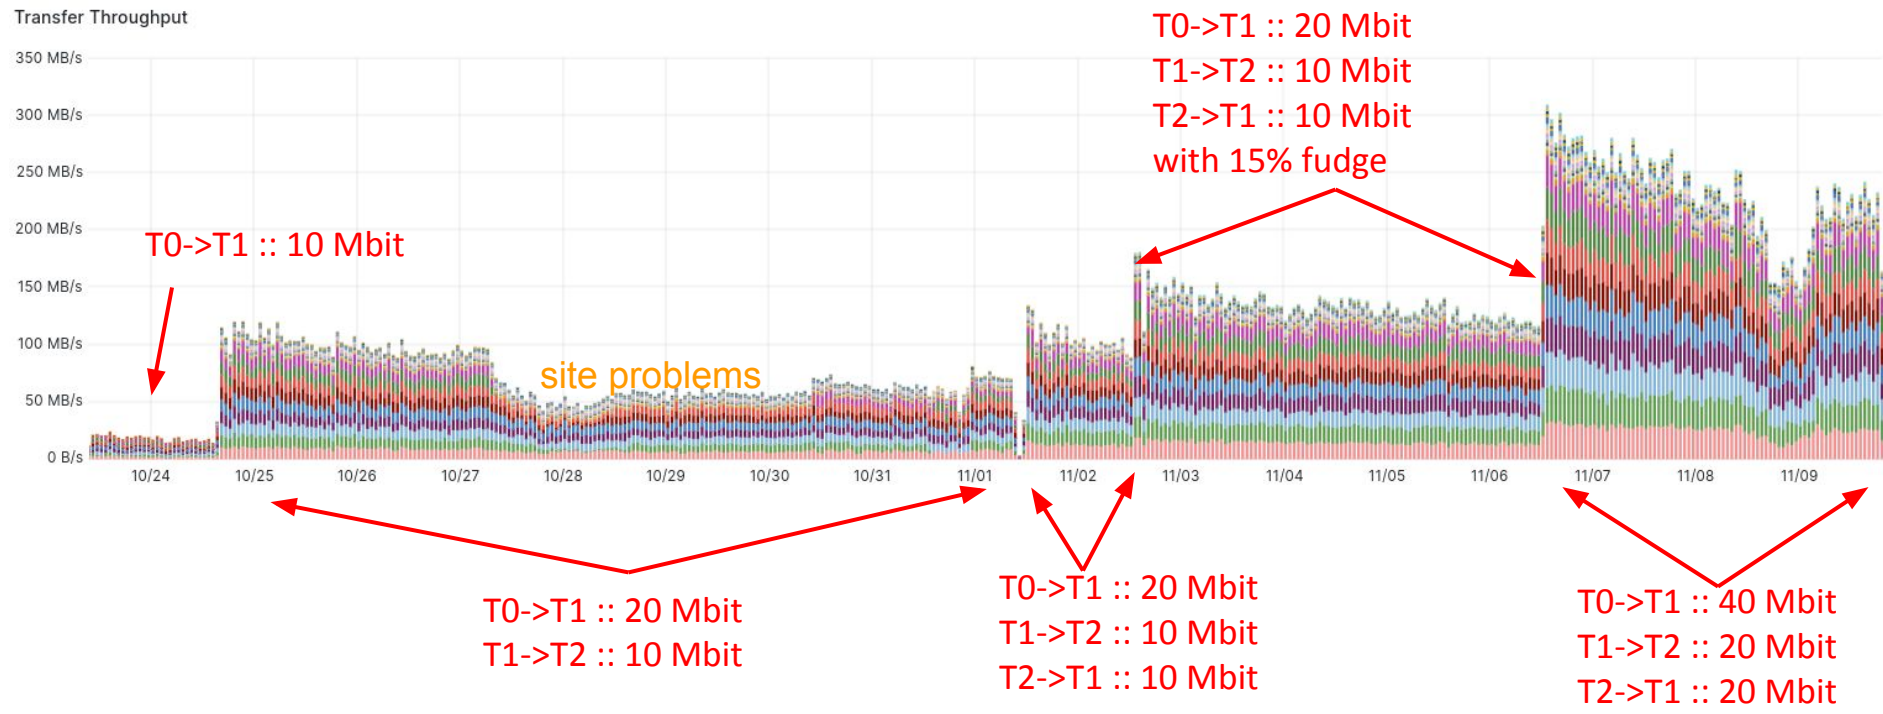 Transfer Throughput
350 MB/s
300 MB/s
250 MB/s
200 MB/s
150 MB/s
100 MB/s
50 MB/s
0 B/s
10/24
10/25
10/26
10/27
10/28
10/29
10/30
10/31
11/01
11/02
11/03
11/04
11/05
11/06
11/07
11/08
11/09
T0->T1 :: 10 Mbit
site problems
T0->T1 :: 20 Mbit
T1->T2 :: 10 Mbit
T2->T1 :: 10 Mbit
with 15% fudge
T0->T1 :: 20 Mbit
T1->T2 :: 10 Mbit
T0->T1 :: 20 Mbit
T1->T2 :: 10 Mbit
T2->T1 :: 10 Mbit
T0->T1 :: 40 Mbit
T1->T2 :: 20 Mbit
T2->T1 :: 20 Mbit